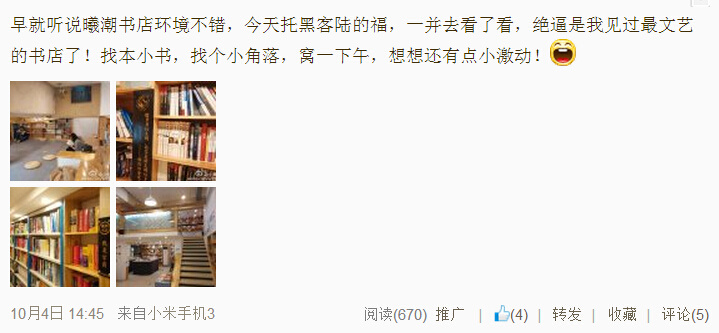 早就听说曦潮书店环境不错，今天托黑客陆的福，一并去看了看，绝逼是我见过最文艺
的书店了！找本小书，找个小角落，窝一下午，想想还有点小激动！
10月4日 14:45 来自小米手机3 阅读(670) 推广 | (4) | 转发 | 收藏 | 评论(5)